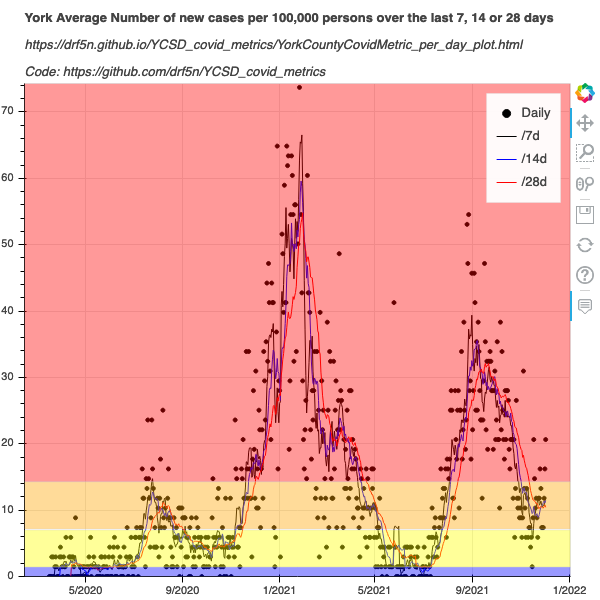 York Average Number of new cases per 100,000 persons over the last 7, 14 or 28 days
https://drf5n.github.io/YCSD_covid_metrics/YorkCountyCovidMetric_per_day_plot.html
Code: https://github.com/drf5n/YCSD_covid_metrics
Daily
/7d
/14d
/28d
70
60
50
40
30
20
10
0
5/2020
9/2020
1/2021
5/2021
9/2021
1/2022